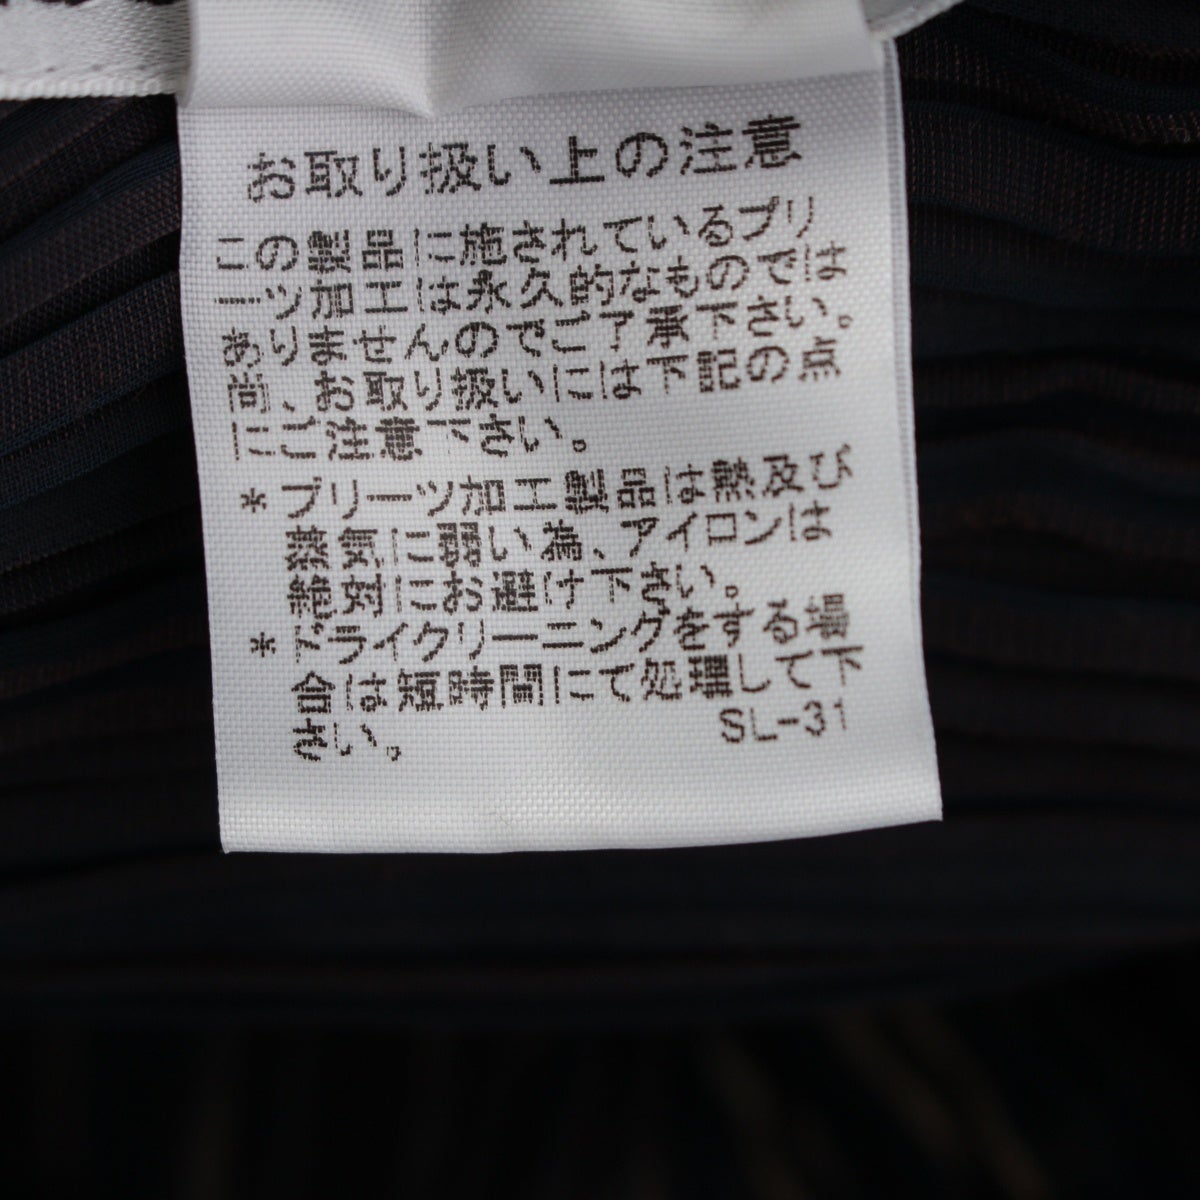 お取り扱い上の注意
この製品に施されているプリ
ーツ加工は永久的なものでは
ありませんのでご了承下さい。
尚、お取り扱いには下記の点
にご注意下さい。
＊プリーツ加工製品は熱及び
蒸気に弱い為、アイロンは
絶対にお避け下さい。
＊ドライクリーニングをする場
合は短時間にて処理して下
さい。
SL-31